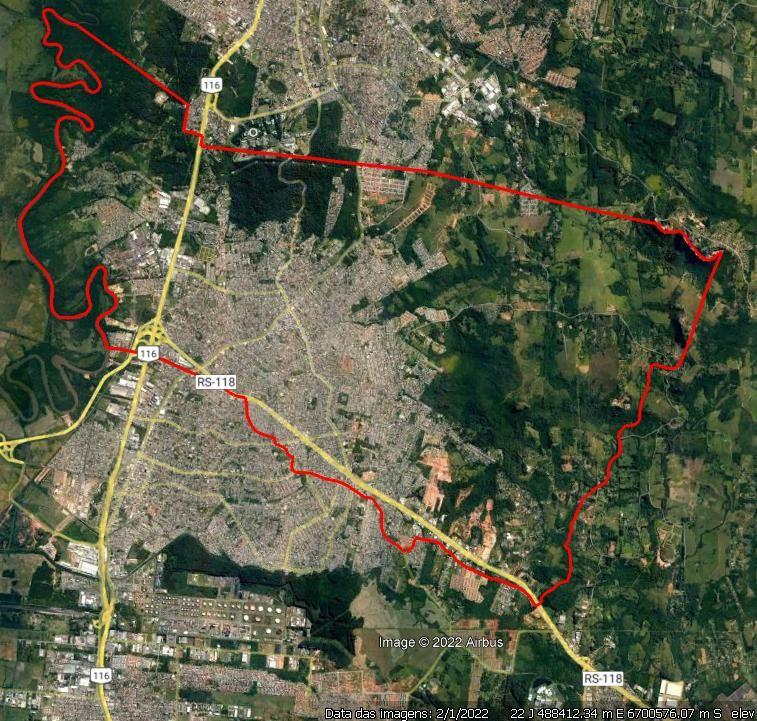 116
116
RS-118
Image © 2022 Airbus
116
RS-118
Data das imagens: 2/1/2022 22 J 488412.34 m E 6700576.07 m S elev